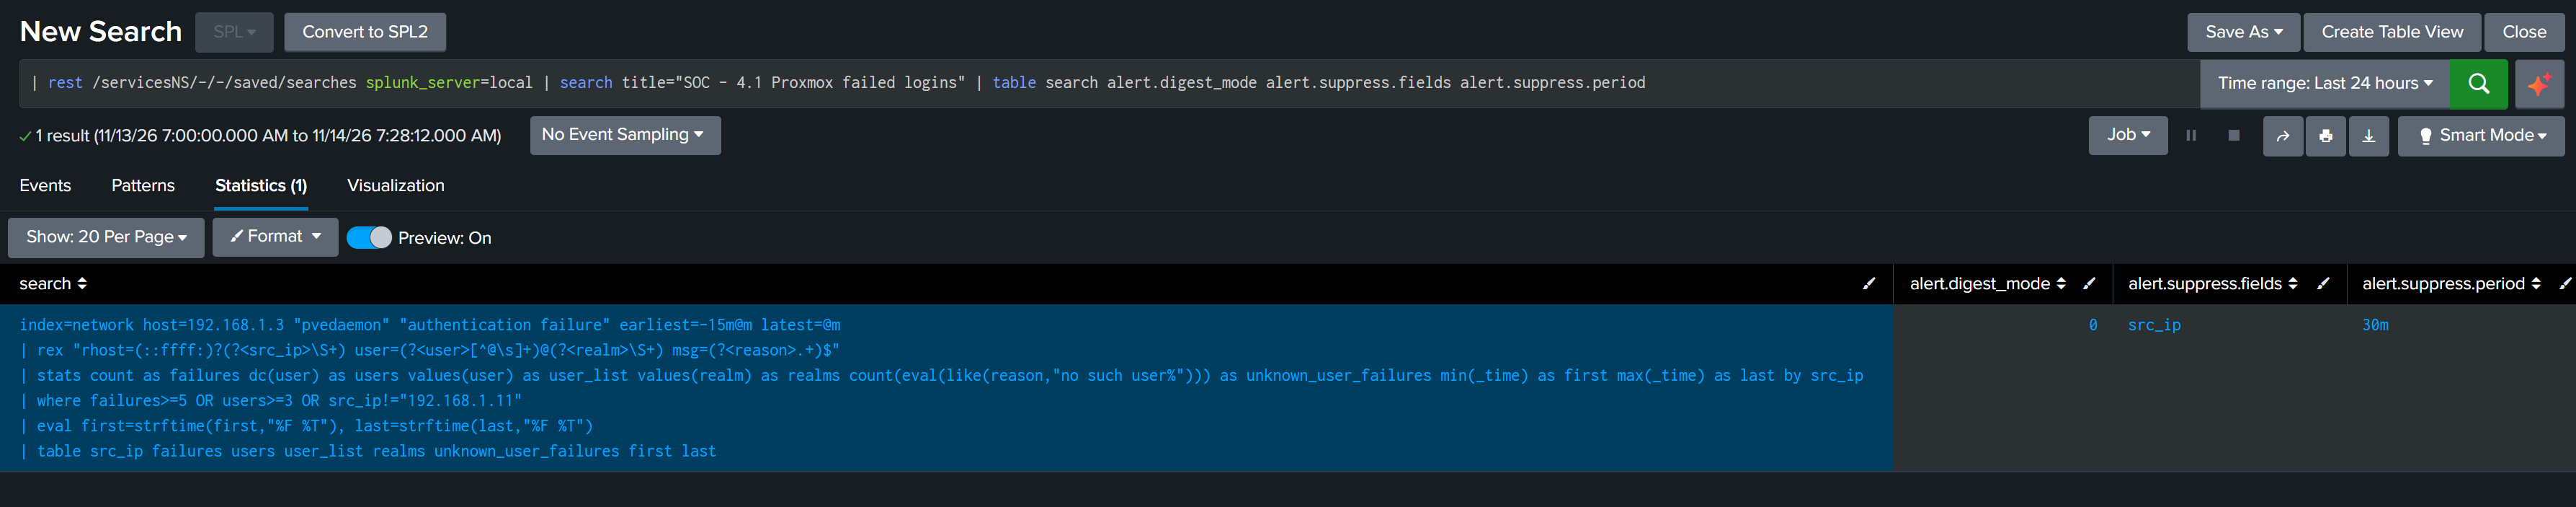 New Search SPL Convert to SPL2 Save As Create Table View Close
| rest /servicesNS/-/-/saved/searches splunk_server=local | search title="SOC - 4.1 Proxmox failed logins" | table search alert.digest_mode alert.suppress.fields alert.suppress.period Time range: Last 24 hours
1 result (11/13/26 7:00:00.000 AM to 11/14/26 7:28:12.000 AM) No Event Sampling Job Smart Mode
Events Patterns Statistics (1) Visualization
Show: 20 Per Page Format Preview: On
search alert.digest_mode alert.suppress.fields alert.suppress.period
index=network host=192.168.1.3 "pvedaemon" "authentication failure" earliest=-15m@m latest=@m 0 src_ip 30m
| rex "rhost=(::ffff:)?(?<src_ip>\S+) user=(?<user>[^@\s]+)@(?<realm>\S+) msg=(?<reason>.+)$"
| stats count as failures dc(user) as users values(user) as user_list values(realm) as realms count(eval(like(reason,"no such user%"))) as unknown_user_failures min(_time) as first max(_time) as last by src_ip
| where failures>=5 OR users>=3 OR src_ip!="192.168.1.11"
| eval first=strftime(first,"%F %T"), last=strftime(last,"%F %T")
| table src_ip failures users user_list realms unknown_user_failures first last